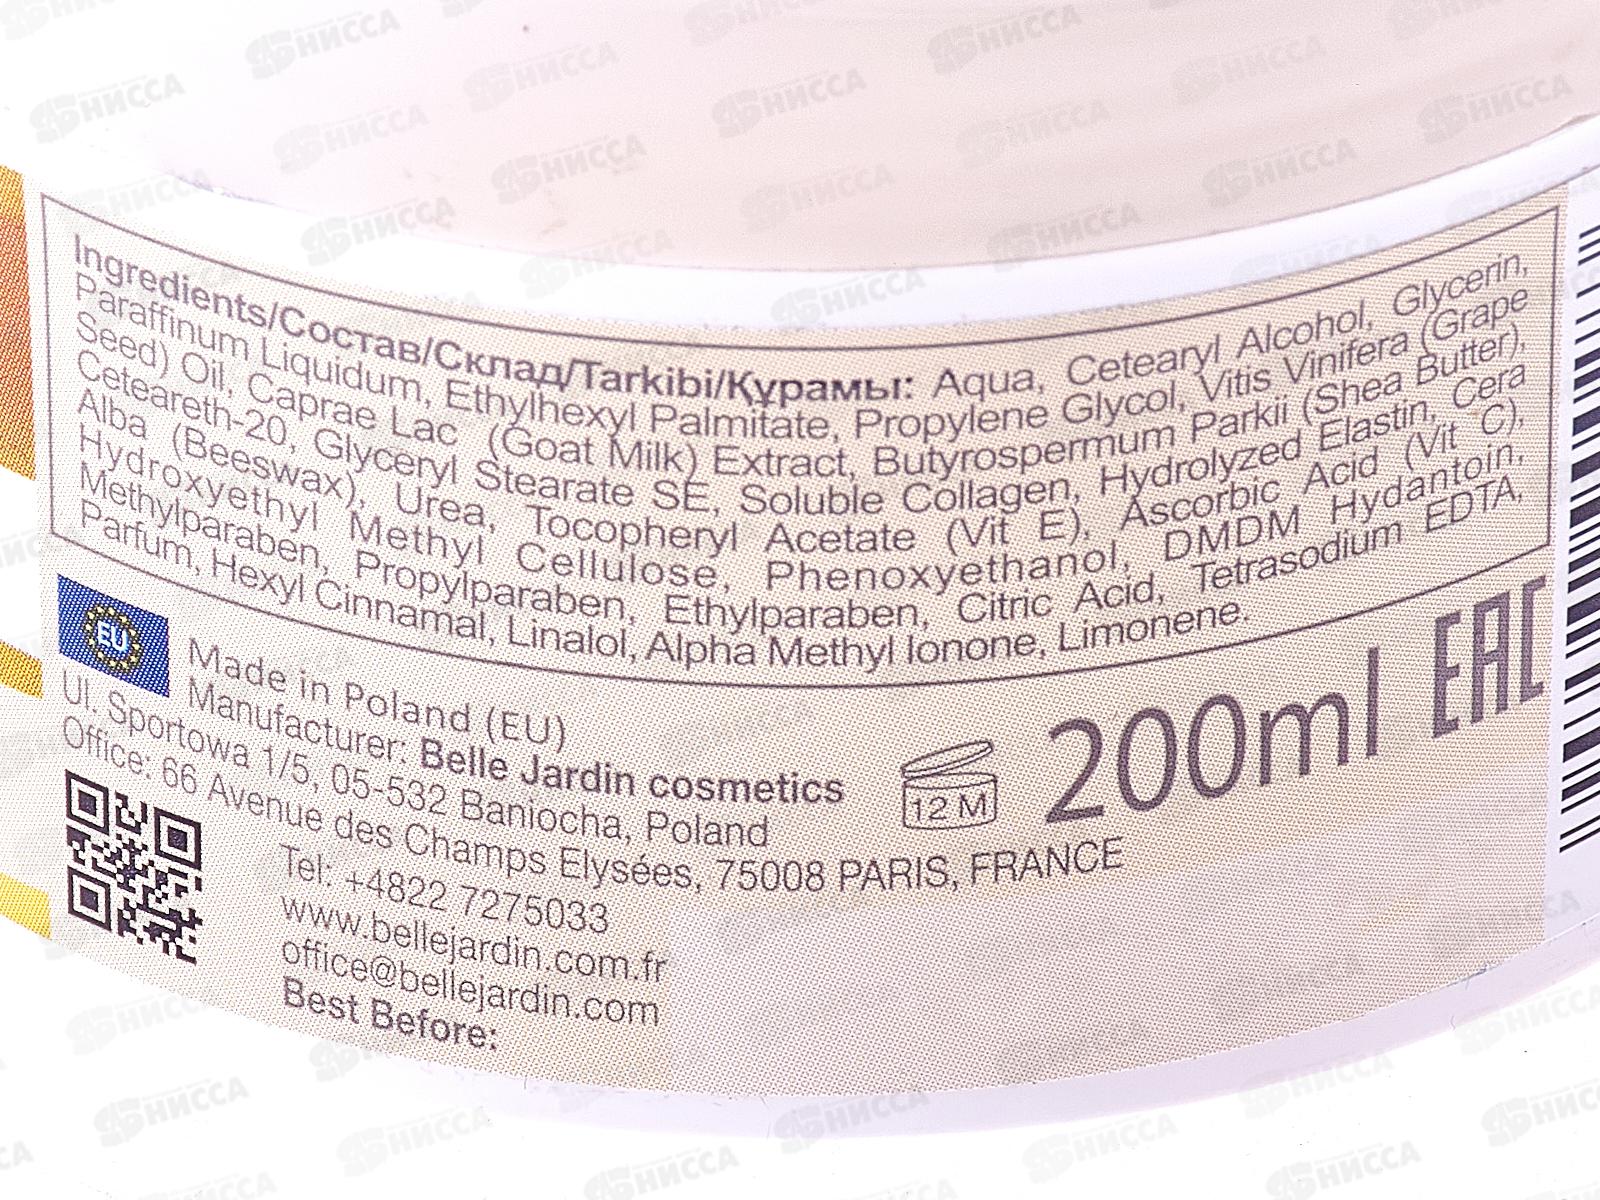 Ingredients/Состав/Склад/Tarkibi/Құрамы: Aqua, Cetearyl Alcohol, Glycerin,
Paraffinum Liquidum, Ethylhexyl Palmitate, Propylene Glycol, Vitis Vinifera (Grape
Seed) Oil, Caprae Lac (Goat Milk) Extract, Butyrospermum Parkii (Shea Butter),
Ceteareth-20, Glyceryl Stearate SE, Soluble Collagen, Hydrolyzed Elastin, Cera
Alba (Beeswax), Urea, Tocopheryl Acetate (Vit E), Ascorbic Acid (Vit C),
Hydroxyethyl Methyl Cellulose, Phenoxyethanol, DMDM Hydantoin,
Methylparaben, Propylparaben, Ethylparaben, Citric Acid, Tetrasodium EDTA,
Parfum, Hexyl Cinnamal, Linalol, Alpha Methyl Ionone, Limonene.
EU
Made in Poland (EU)
Manufacturer: Belle Jardin cosmetics
Ul. Sportowa 1/5, 05-532 Baniocha, Poland
Office: 66 Avenue des Champs Elysées, 75008 PARIS, FRANCE
Tel: +4822 7275033
www.bellejardin.com.fr
office@bellejardin.com
Best Before:
12 M
200ml
EAC